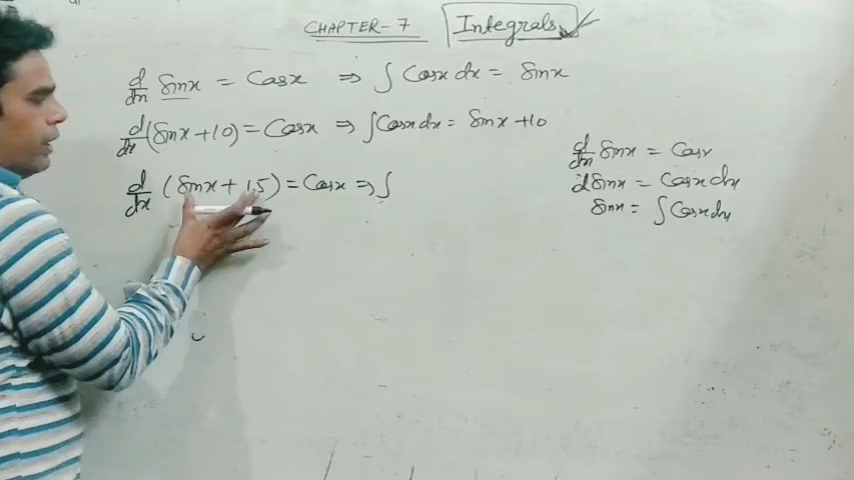 CHAPTER-7 Integrals
d/dx Sinx = Cosx ⇒ ∫ Cosx dx = Sinx
d/dx (Sinx + 10) = Cosx ⇒ ∫Cosx dx = Sinx + 10
d/dx (Sinx + 15) = Cosx ⇒ ∫
d/dx Sinx = Cosx
dSinx = Cosx dx
Sinx = ∫ Cosx dx